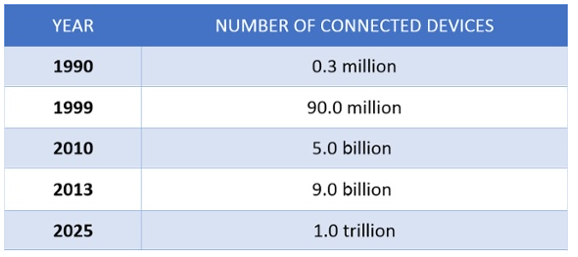 YEAR NUMBER OF CONNECTED DEVICES
1990 0.3 million
1999 90.0 million
2010 5.0 billion
2013 9.0 billion
2025 1.0 trillion